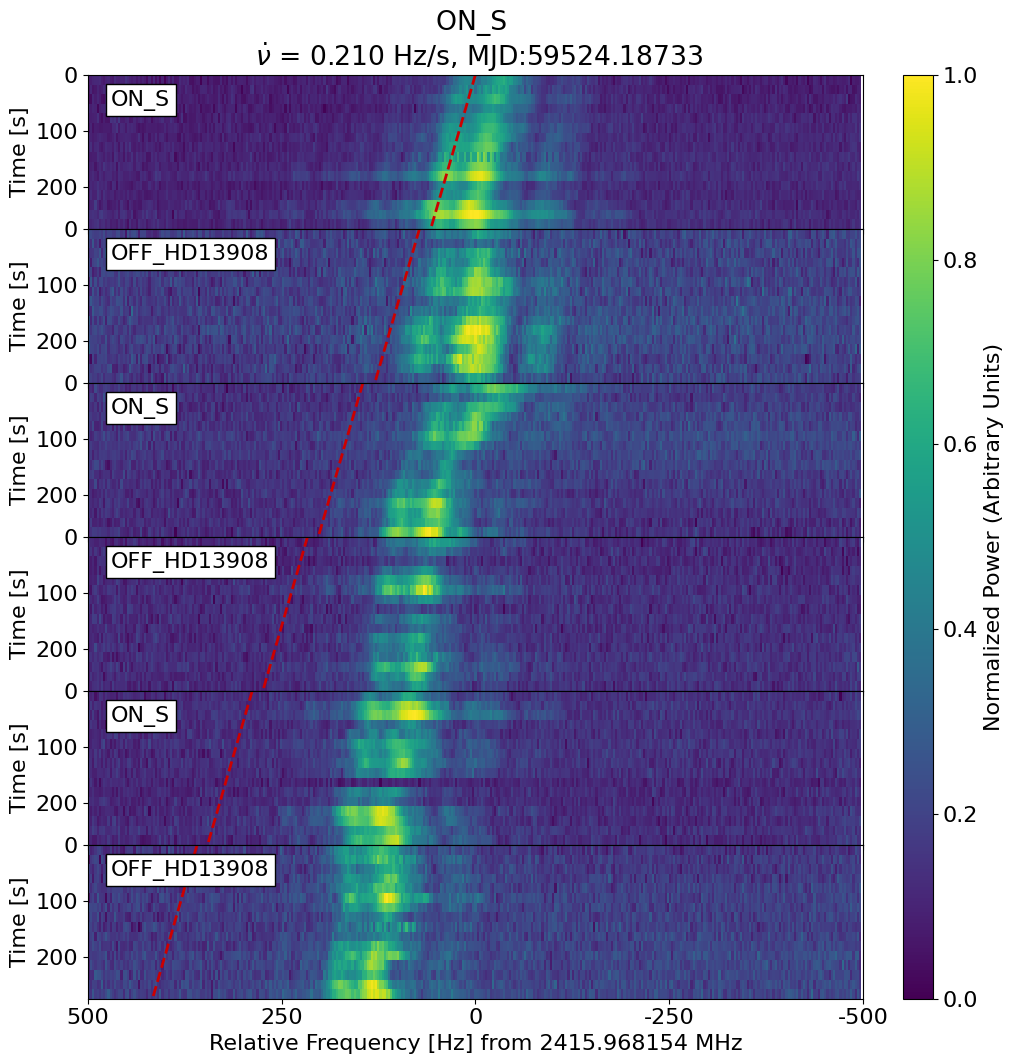 ON_S
ν̇ = 0.210 Hz/s, MJD:59524.18733
0
ON_S
100
Time [s]
200
0
OFF_HD13908
100
Time [s]
200
0
ON_S
100
Time [s]
200
0
OFF_HD13908
100
Time [s]
200
0
ON_S
100
Time [s]
200
0
OFF_HD13908
100
Time [s]
200
500 250 0 -250 -500
Relative Frequency [Hz] from 2415.968154 MHz
1.0
0.8
0.6
0.4
0.2
0.0
Normalized Power (Arbitrary Units)